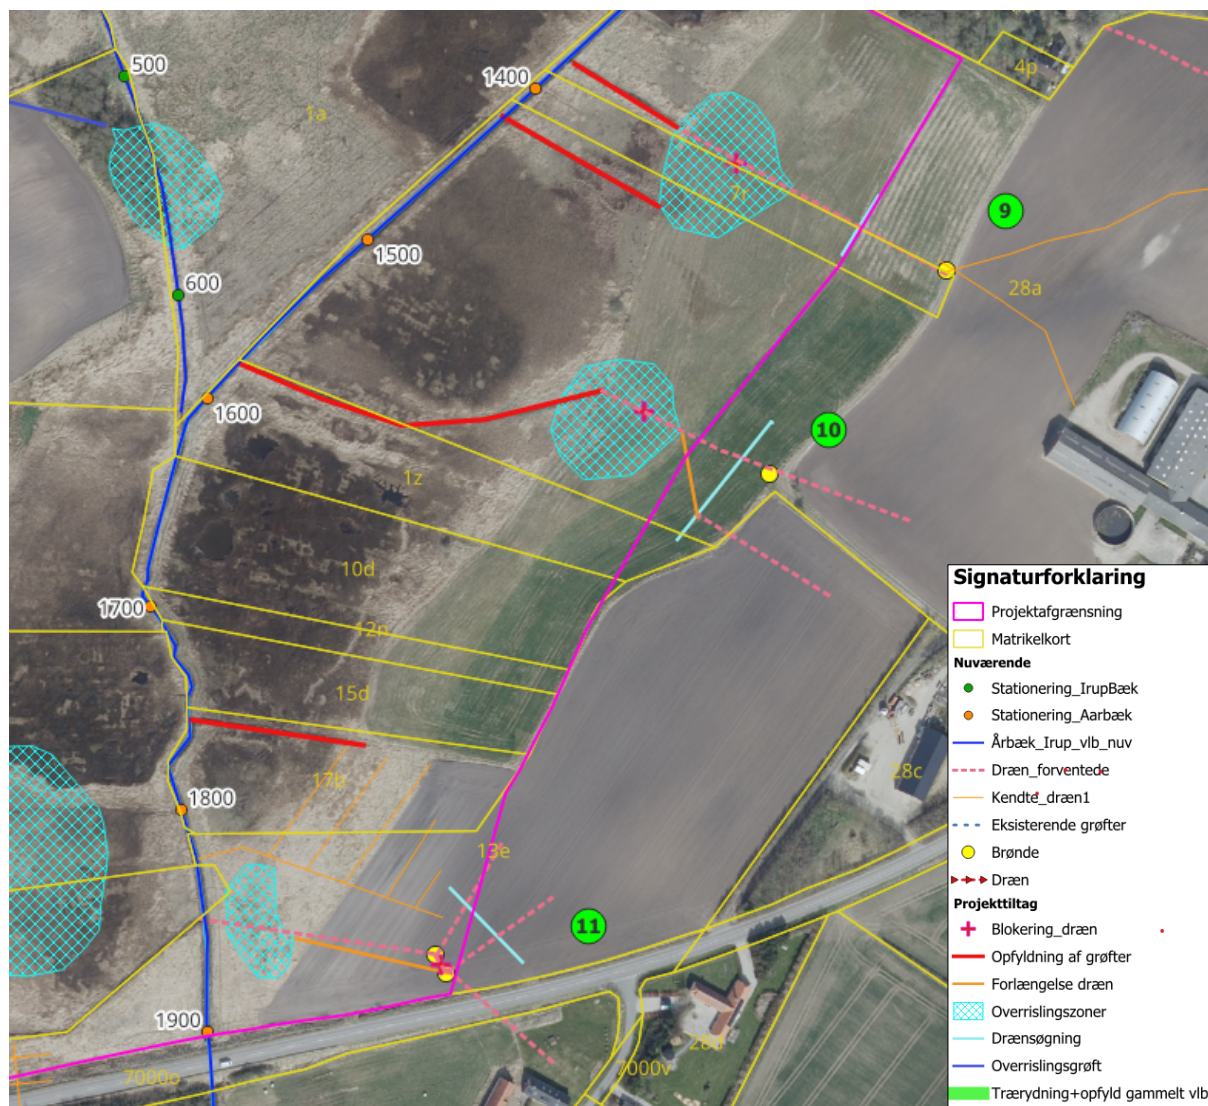 500
1400
4p
1a
7r
9
1500
600
28a
1600
10
1z
10d
1700
12n
15d
17b
28c
1800
13e
11
1900
28d
7000o
7000v
Signaturforklaring
Projektafgrænsning
Matrikelkort
Nuværende
Stationering_IrupBæk
Stationering_Aarbæk
Årbæk_Irup_vlb_nuv
Dræn_forventede
Kendte_dræn1
Eksisterende grøfter
Brønde
Dræn
Projekttiltag
Blokering_dræn
Opfyldning af grøfter
Forlængelse dræn
Overrislingszoner
Drænsøgning
Overrislingsgrøft
Trærydning+opfyld gammelt vlb